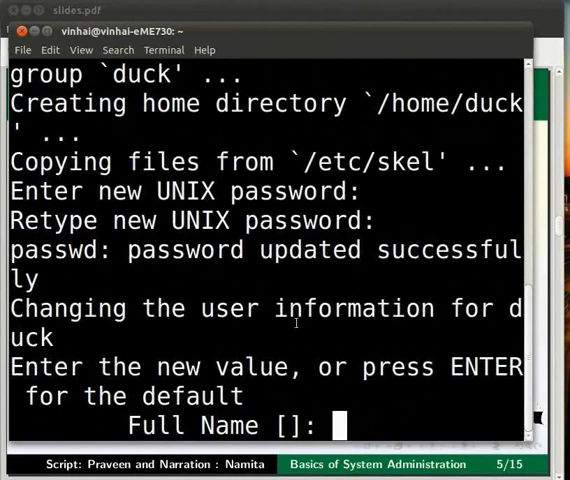 slides.pdf
vinhai@vinhai-eME730: ~
File Edit View Search Terminal Help
group `duck' ...
Creating home directory `/home/duck
' ...
Copying files from `/etc/skel' ...
Enter new UNIX password:
Retype new UNIX password:
passwd: password updated successful
ly
Changing the user information for d
uck
Enter the new value, or press ENTER
for the default
Full Name []:
Script: Praveen and Narration : Namita Basics of System Administration 5/15